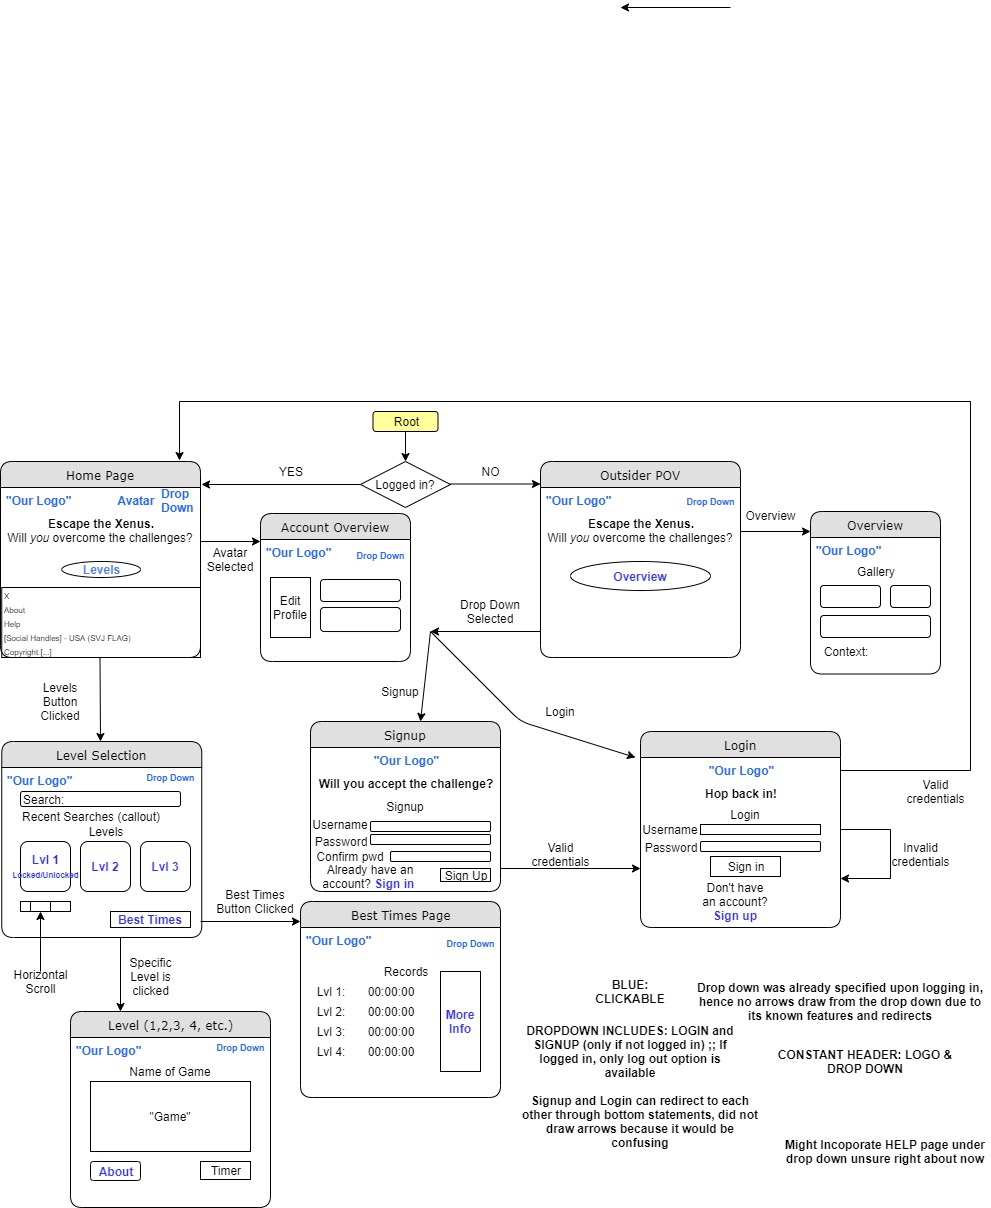 Root
Logged in?
YES
NO
Home Page
"Our Logo"
Avatar
Drop
Down
Escape the Xenus.
Will you overcome the challenges?
Levels
X
About
Help
[Social Handles] - USA (SVJ FLAG)
Copyright [...]
Avatar
Selected
Account Overview
"Our Logo"
Drop Down
Edit
Profile
Outsider POV
"Our Logo"
Drop Down
Escape the Xenus.
Will you overcome the challenges?
Overview
Overview
Overview
"Our Logo"
Gallery
Context:
Drop Down
Selected
Signup
Login
Levels
Button
Clicked
Level Selection
"Our Logo"
Drop Down
Search:
Recent Searches (callout)
Levels
Lvl 1
Locked/Unlocked
Lvl 2
Lvl 3
Best Times
Horizontal
Scroll
Best Times
Button Clicked
Specific
Level is
clicked
Signup
"Our Logo"
Will you accept the challenge?
Signup
Username
Password
Confirm pwd
Already have an
account? Sign in
Sign Up
Valid
credentials
Login
"Our Logo"
Hop back in!
Login
Username
Password
Sign in
Don't have
an account?
Sign up
Valid
credentials
Invalid
credentials
Best Times Page
"Our Logo"
Drop Down
Records
Lvl 1: 00:00:00
Lvl 2: 00:00:00
Lvl 3: 00:00:00
Lvl 4: 00:00:00
More
Info
Level (1,2,3, 4, etc.)
"Our Logo"
Drop Down
Name of Game
"Game"
About
Timer
BLUE:
CLICKABLE
Drop down was already specified upon logging in,
hence no arrows draw from the drop down due to
its known features and redirects
DROPDOWN INCLUDES: LOGIN and
SIGNUP (only if not logged in) ;; If
logged in, only log out option is
available
CONSTANT HEADER: LOGO &
DROP DOWN
Signup and Login can redirect to each
other through bottom statements, did not
draw arrows because it would be
confusing
Might Incoporate HELP page under
drop down unsure right about now